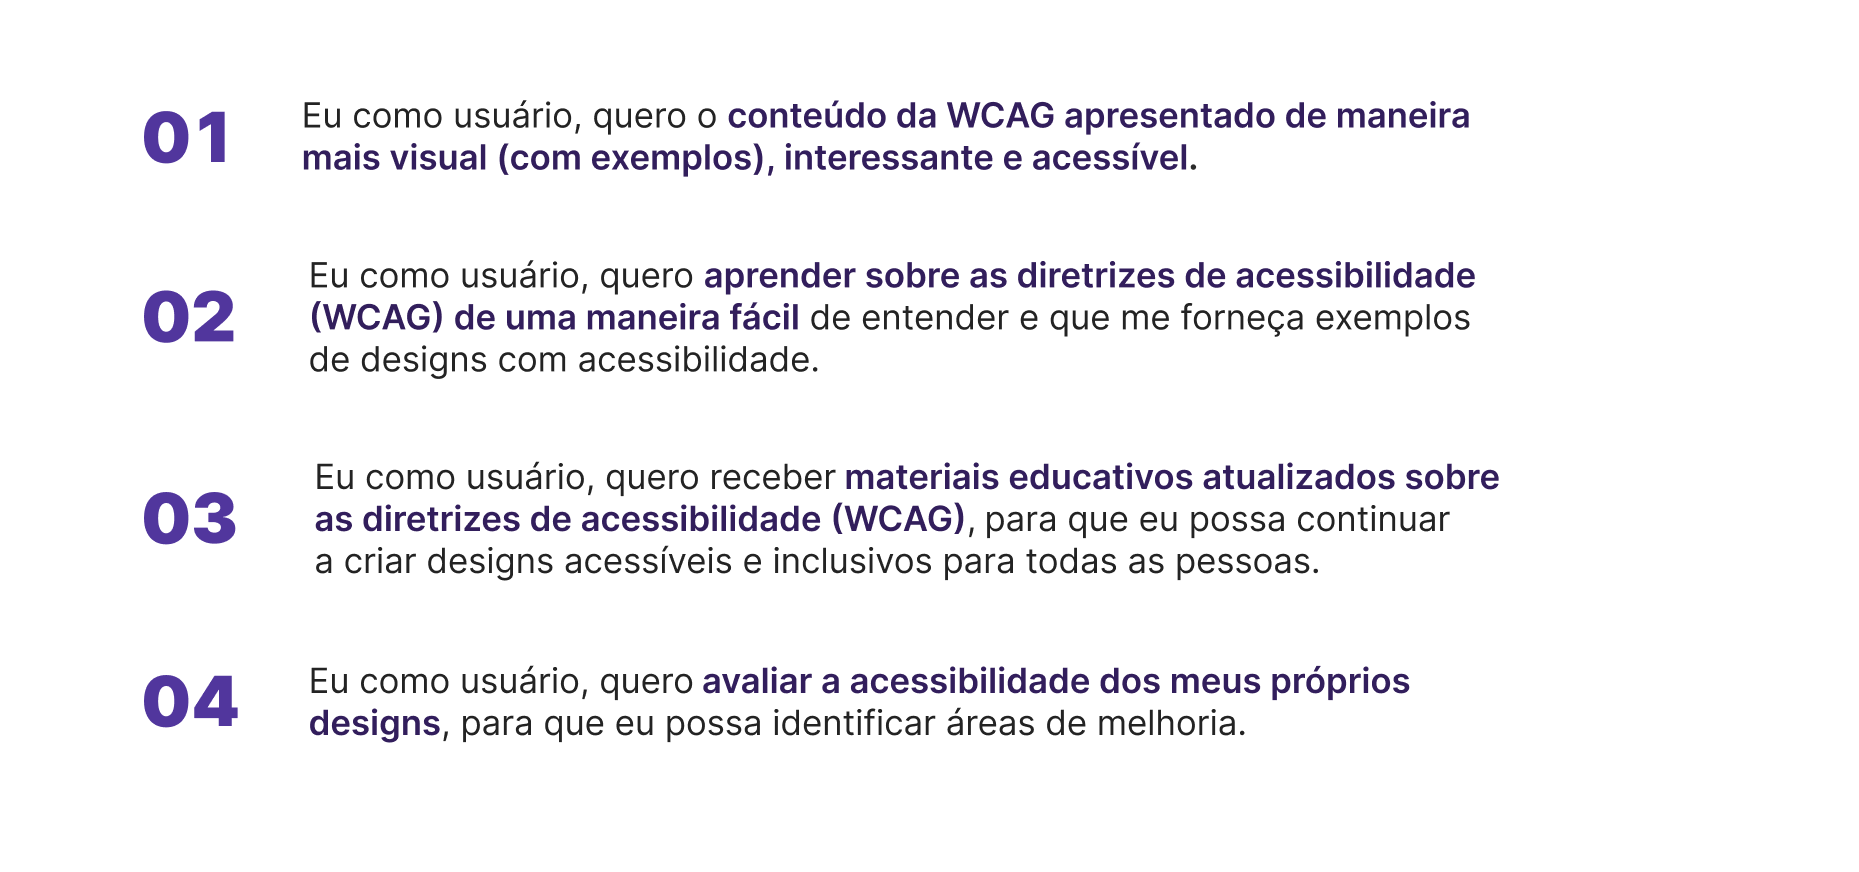 01
Eu como usuário, quero o conteúdo da WCAG apresentado de maneira
mais visual (com exemplos), interessante e acessível.
02
Eu como usuário, quero aprender sobre as diretrizes de acessibilidade
(WCAG) de uma maneira fácil de entender e que me forneça exemplos
de designs com acessibilidade.
03
Eu como usuário, quero receber materiais educativos atualizados sobre
as diretrizes de acessibilidade (WCAG), para que eu possa continuar
a criar designs acessíveis e inclusivos para todas as pessoas.
04
Eu como usuário, quero avaliar a acessibilidade dos meus próprios
designs, para que eu possa identificar áreas de melhoria.